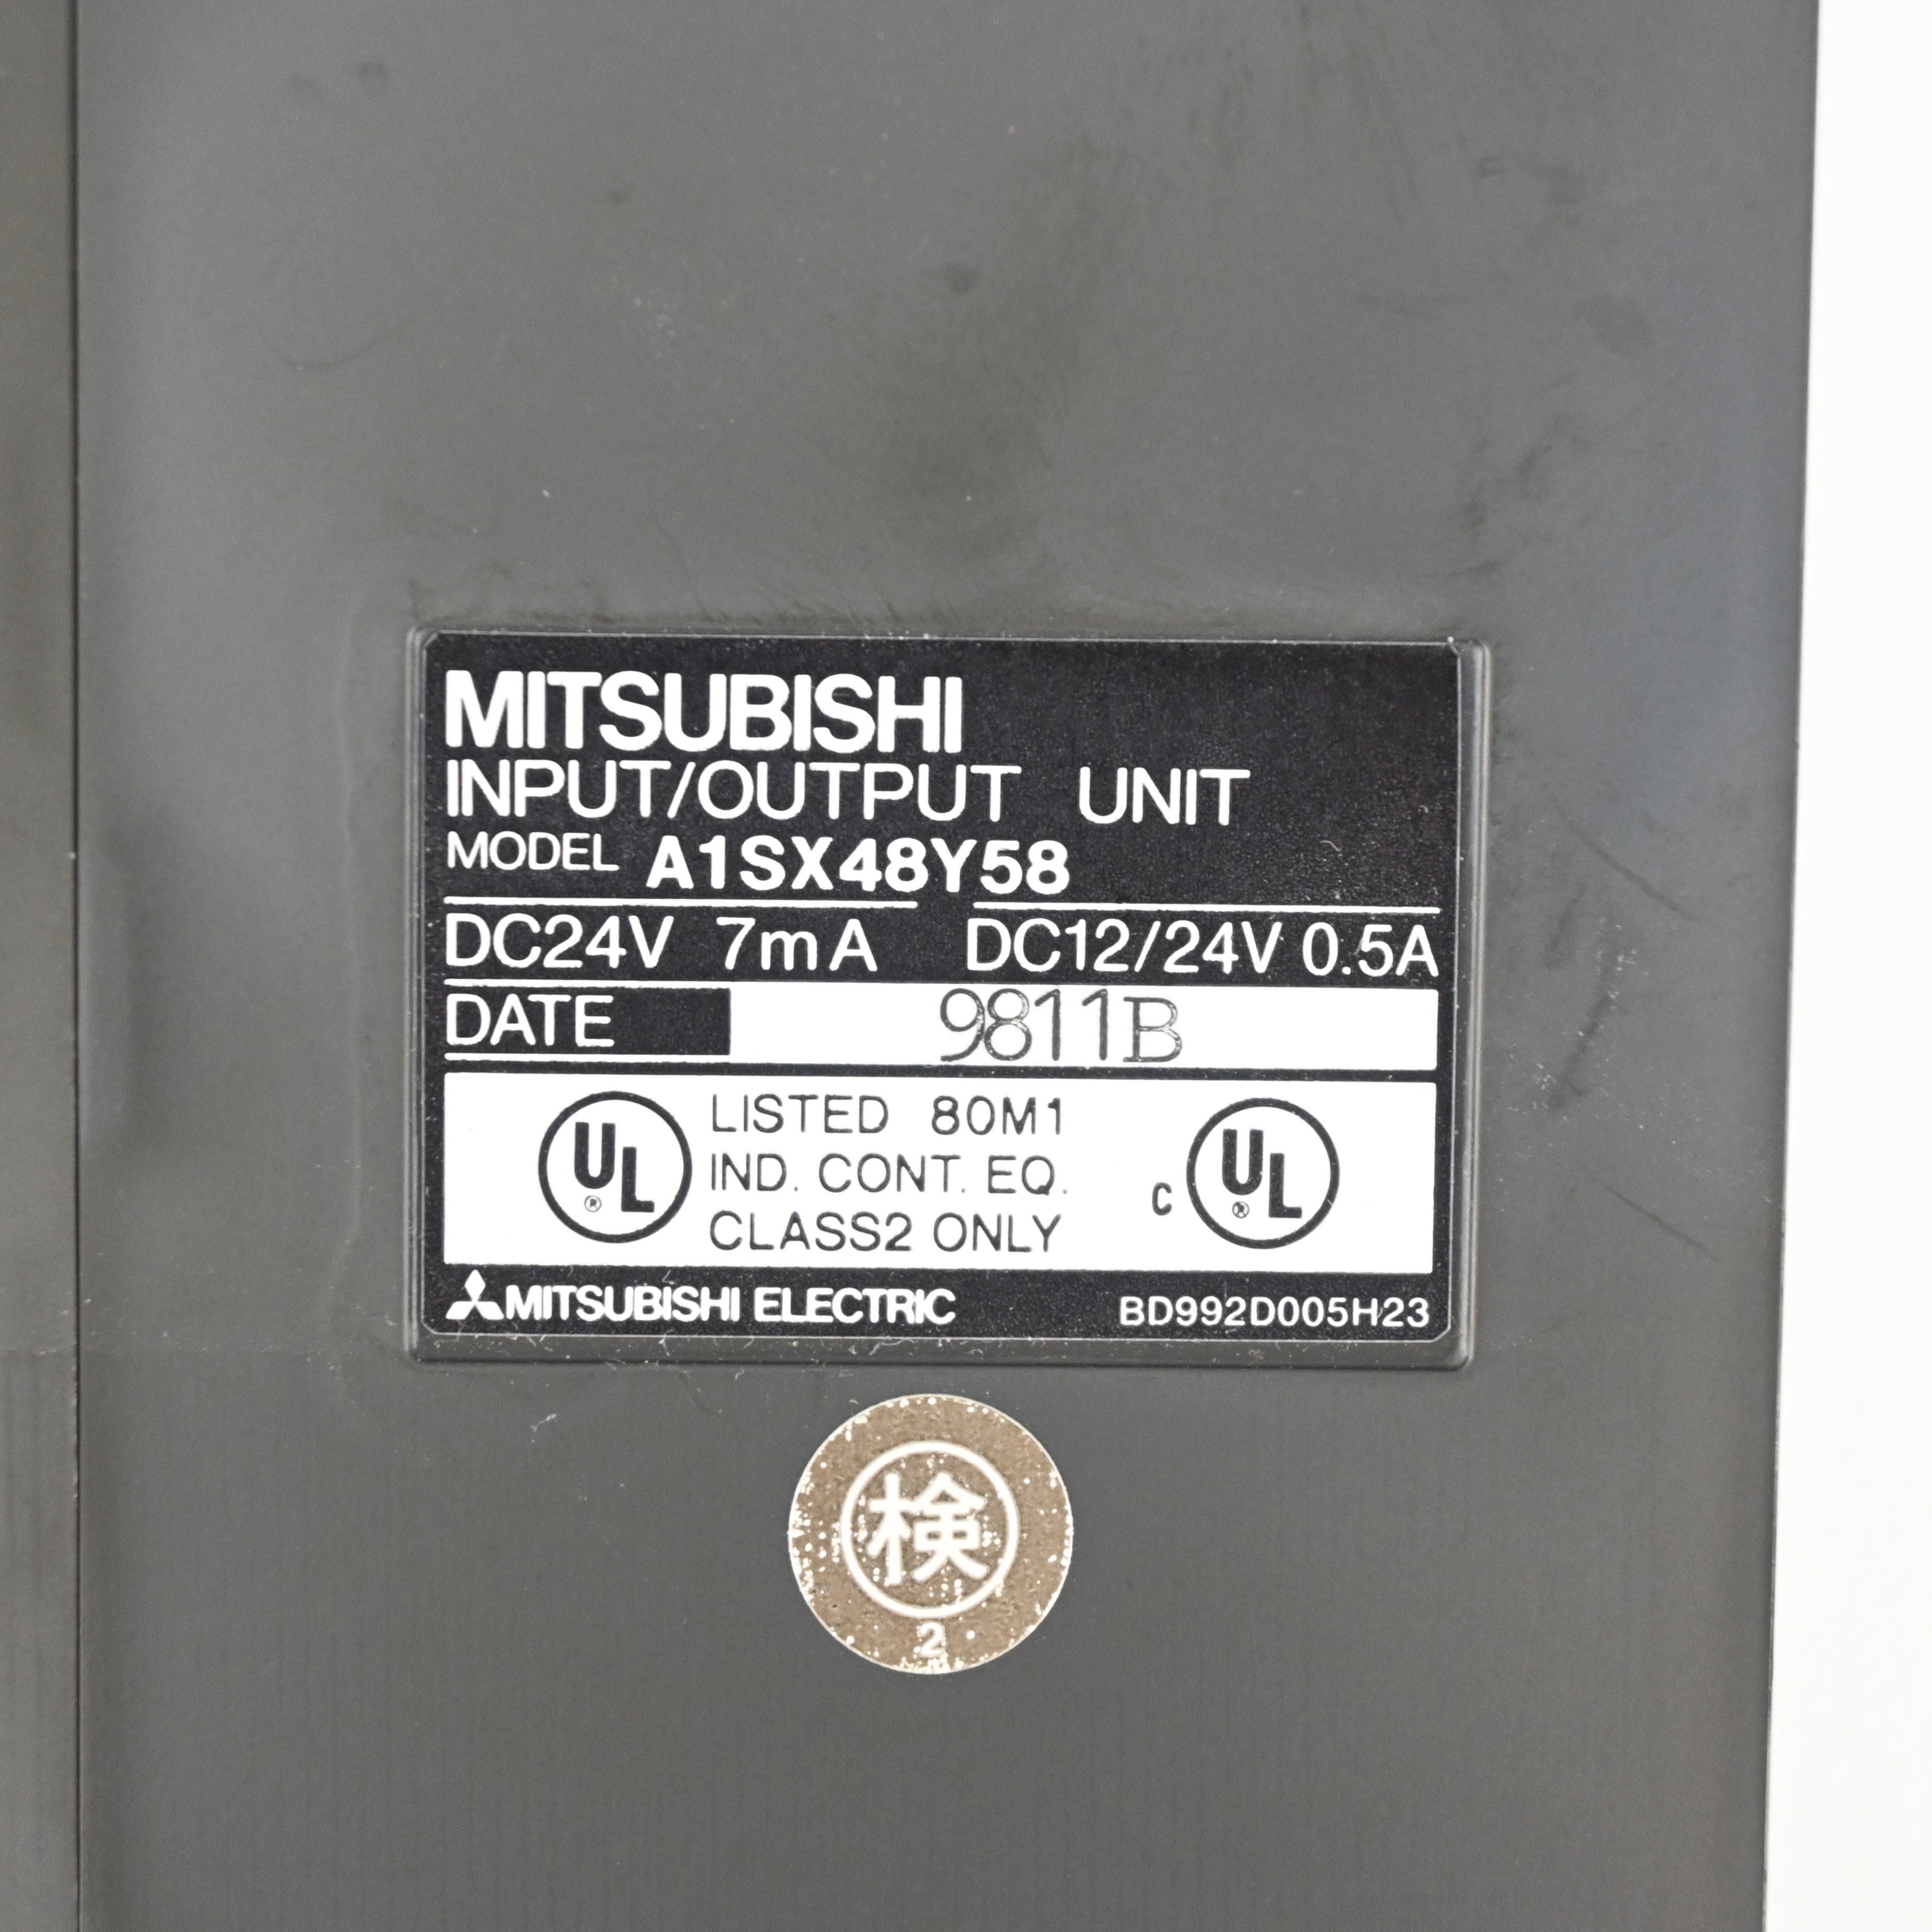 MITSUBISHI
INPUT/OUTPUT UNIT
MODEL A1SX48Y58
DC24V 7mA DC12/24V 0.5A
DATE 9811B
UL® LISTED 80M1
IND. CONT. EQ.
CLASS2 ONLY
C UL®
MITSUBISHI ELECTRIC BD992D005H23
検
2